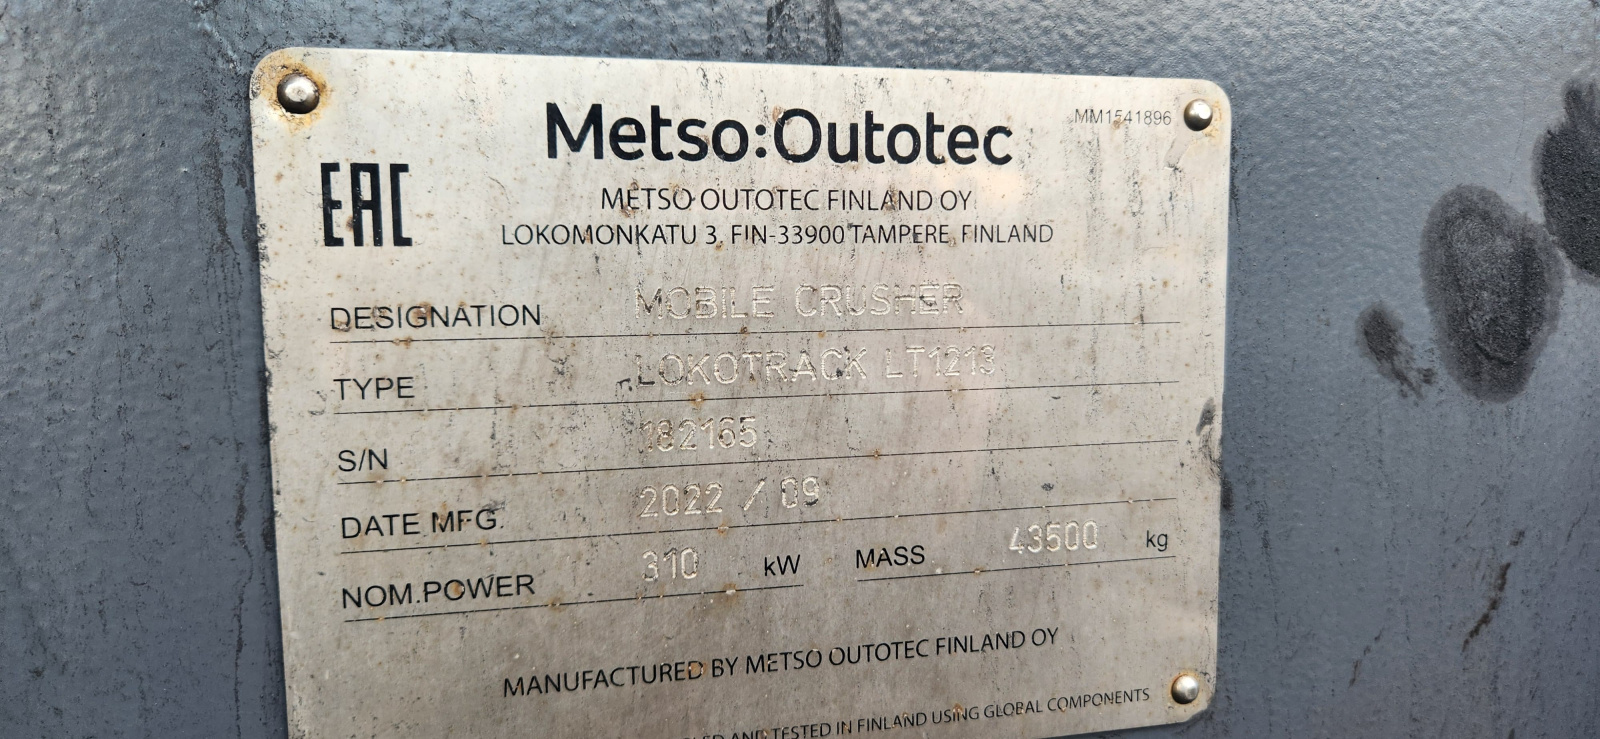 Metso:Outotec
MM1541896
EAC
METSO OUTOTEC FINLAND OY
LOKOMONKATU 3, FIN-33900 TAMPERE, FINLAND
DESIGNATION MOBILE CRUSHER
TYPE LOKOTRACK LT1213
S/N 182165
DATE MFG. 2022 / 09
NOM.POWER 310 kW MASS 43500 kg
MANUFACTURED BY METSO OUTOTEC FINLAND OY
AND TESTED IN FINLAND USING GLOBAL COMPONENTS